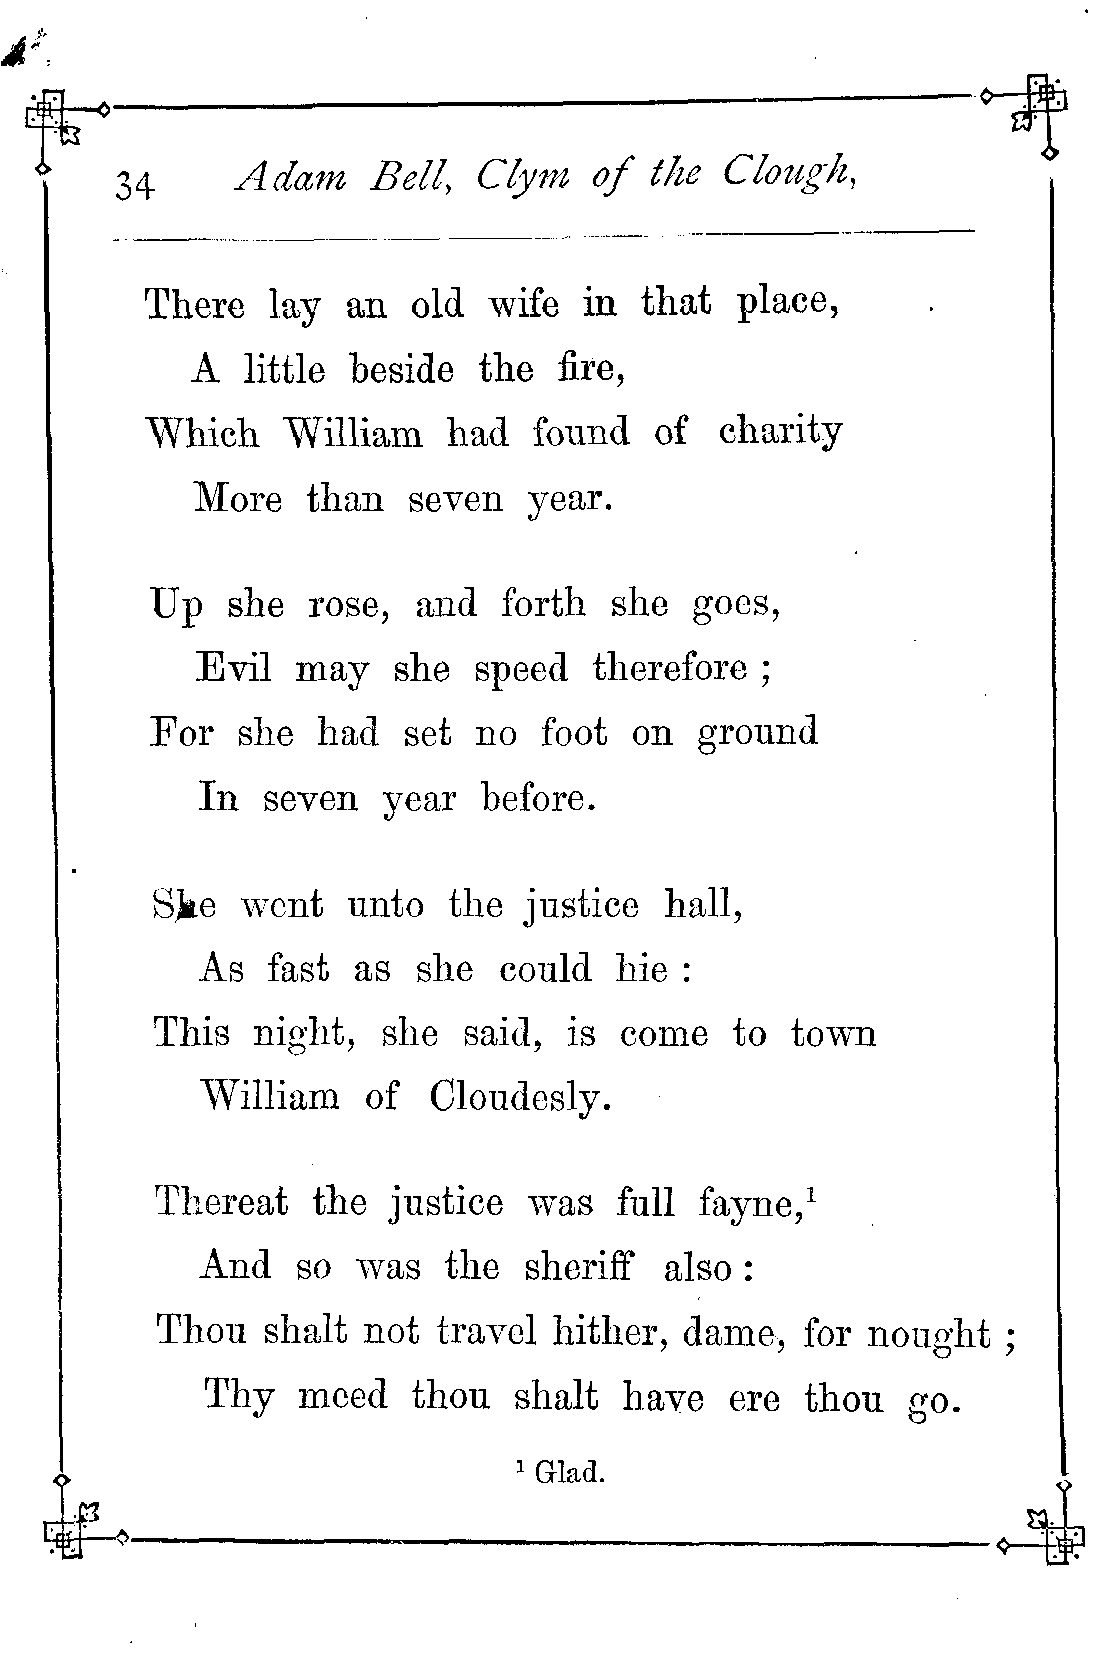 34 Adam Bell, Clym of the Clough,
There lay an old wife in that place,
A little beside the fire,
Which William had found of charity
More than seven year.
Up she rose, and forth she goes,
Evil may she speed therefore ;
For she had set no foot on ground
In seven year before.
She went unto the justice hall,
As fast as she could hie :
This night, she said, is come to town
William of Cloudesly.
Thereat the justice was full fayne,¹
And so was the sheriff also :
Thou shalt not travel hither, dame, for nought ;
Thy meed thou shalt have ere thou go.
¹ Glad.